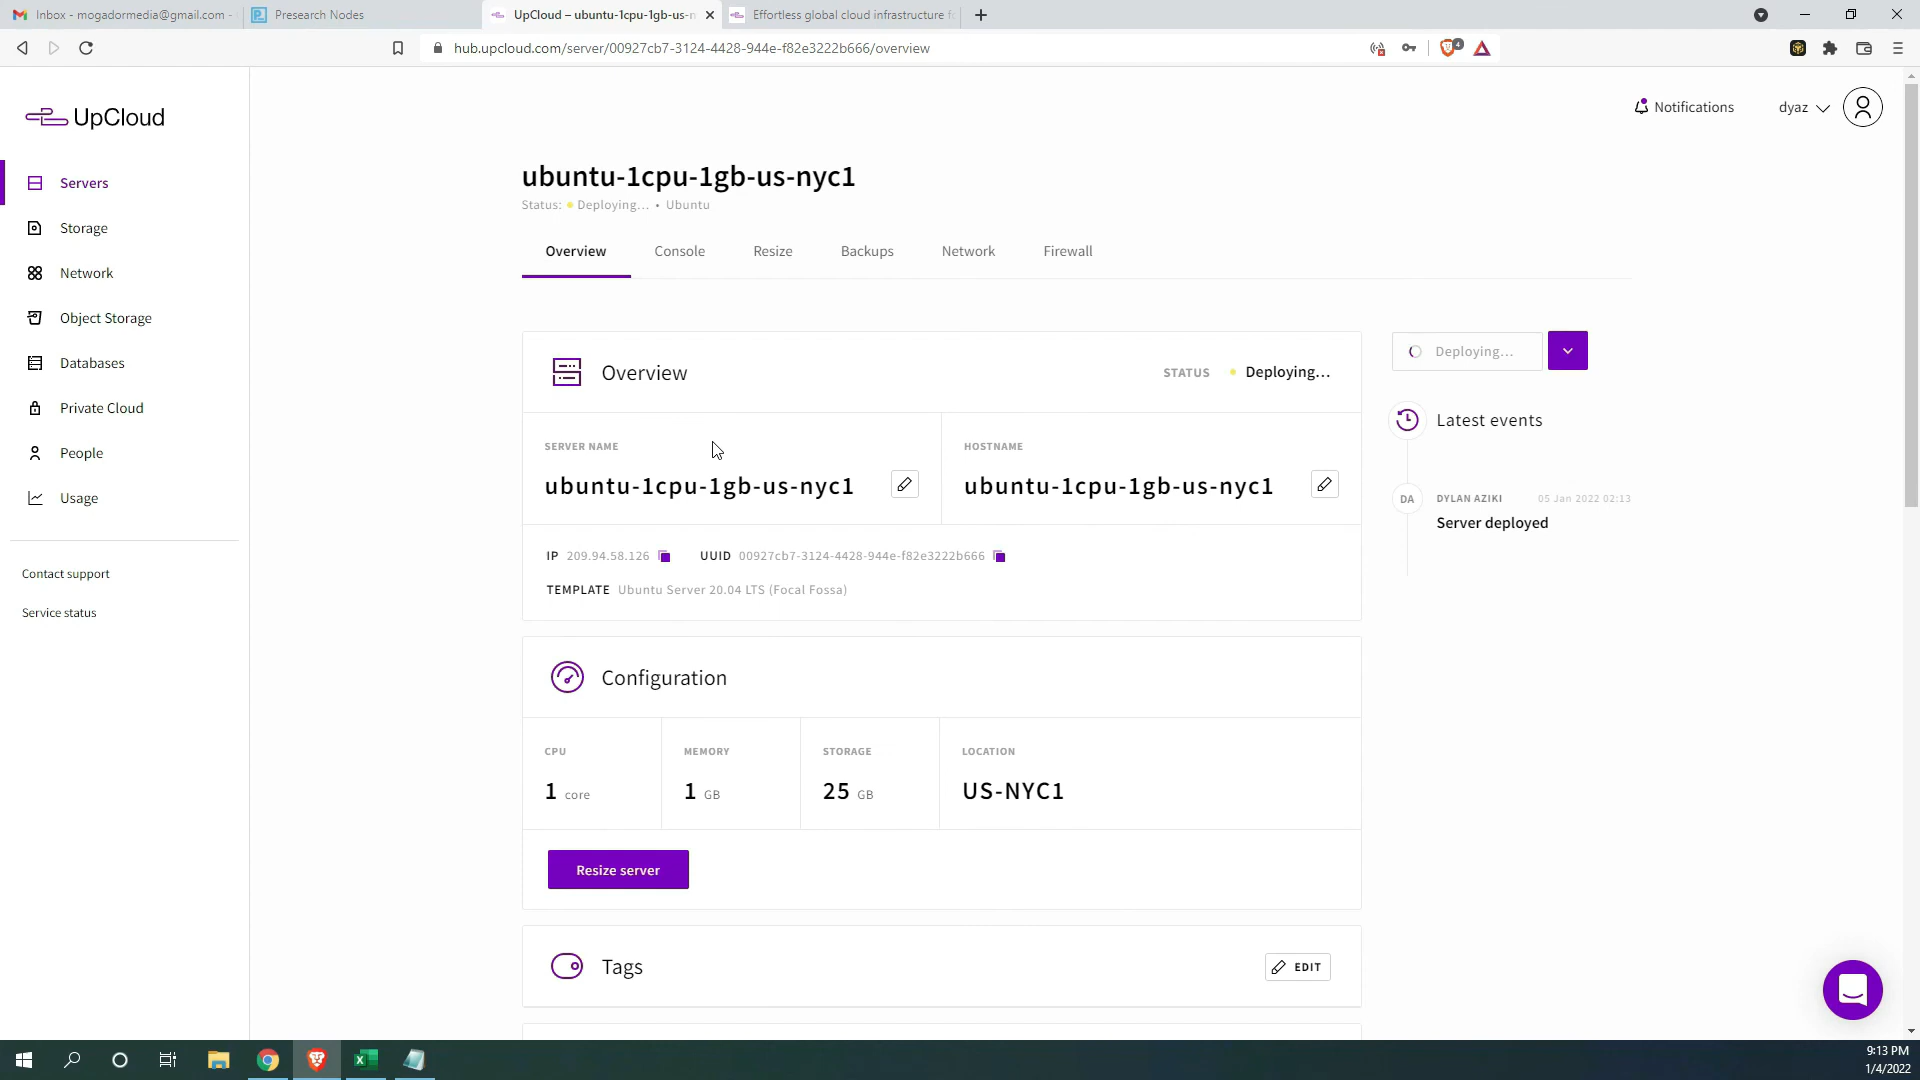 Inbox - mogadormedia@gmail.com -
Presearch Nodes
UpCloud – ubuntu-1cpu-1gb-us-n
Effortless global cloud infrastructure f
hub.upcloud.com/server/00927cb7-3124-4428-944e-f82e3222b666/overview
4
UpCloud
Notifications
dyaz
Servers
Storage
Network
Object Storage
Databases
Private Cloud
People
Usage
Contact support
Service status
ubuntu-1cpu-1gb-us-nyc1
Status: Deploying... • Ubuntu
Overview
Console
Resize
Backups
Network
Firewall
Overview
STATUS Deploying...
SERVER NAME
ubuntu-1cpu-1gb-us-nyc1
HOSTNAME
ubuntu-1cpu-1gb-us-nyc1
IP 209.94.58.126 UUID 00927cb7-3124-4428-944e-f82e3222b666
TEMPLATE Ubuntu Server 20.04 LTS (Focal Fossa)
Deploying...
Latest events
DA DYLAN AZIKI 05 Jan 2022 02:13
Server deployed
Configuration
CPU
1 core
MEMORY
1 GB
STORAGE
25 GB
LOCATION
US-NYC1
Resize server
Tags
EDIT
9:13 PM
1/4/2022